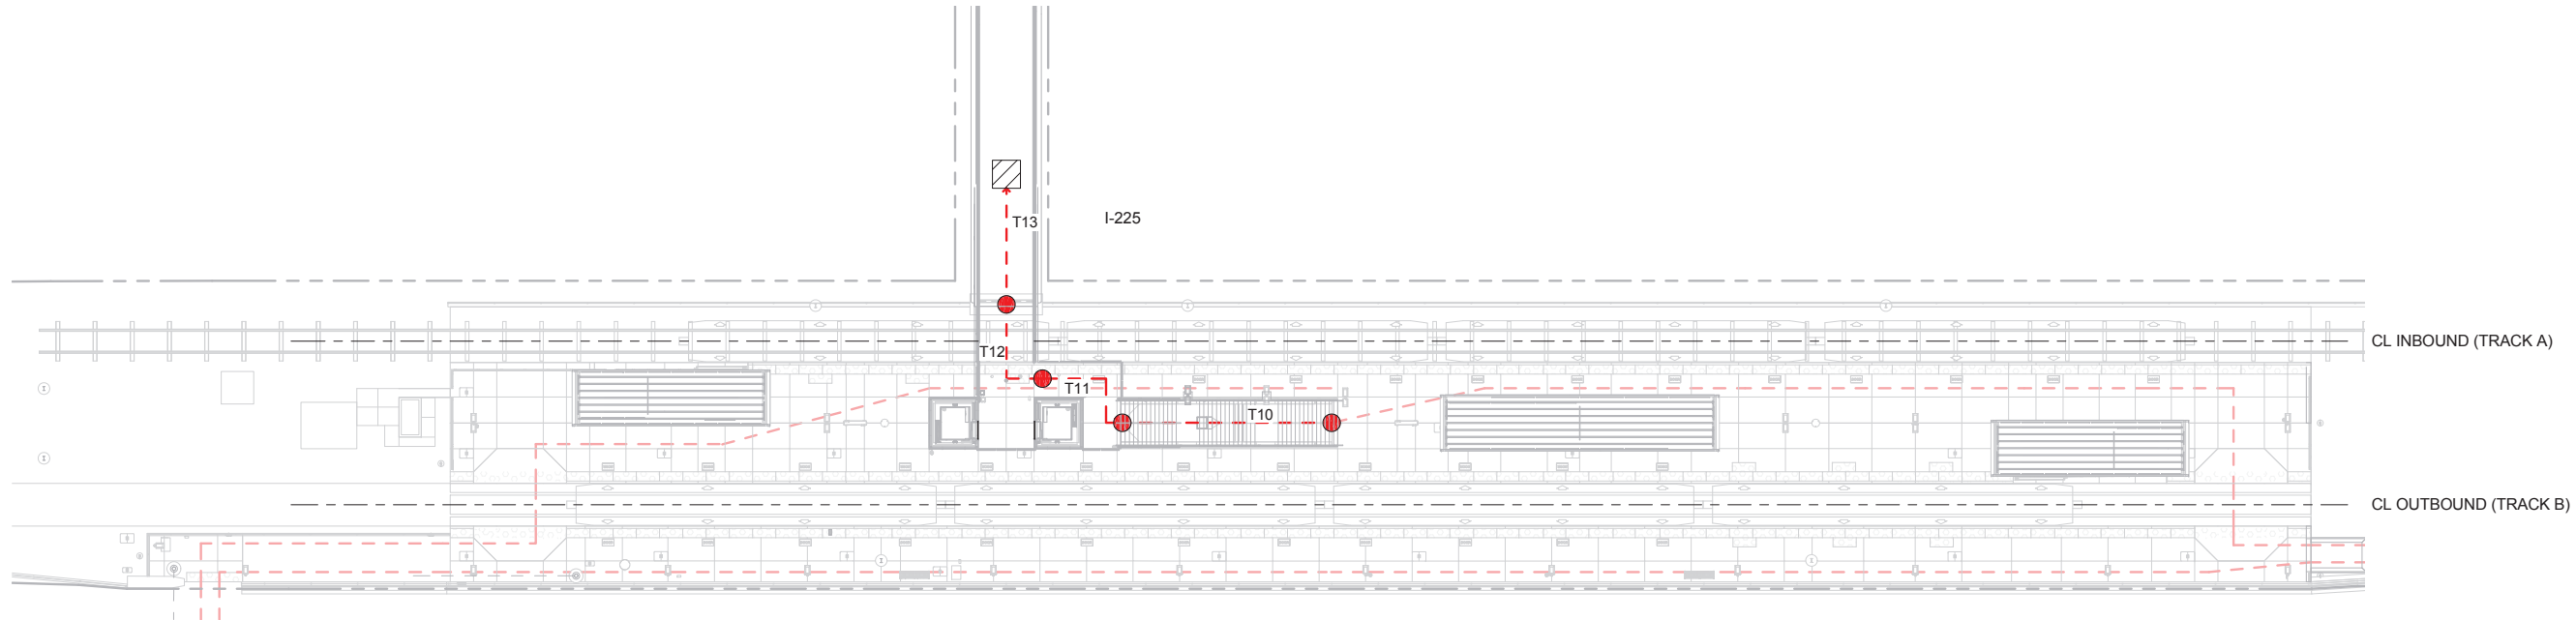 T13
I-225
CL INBOUND (TRACK A)
T12
T11
T10
CL OUTBOUND (TRACK B)